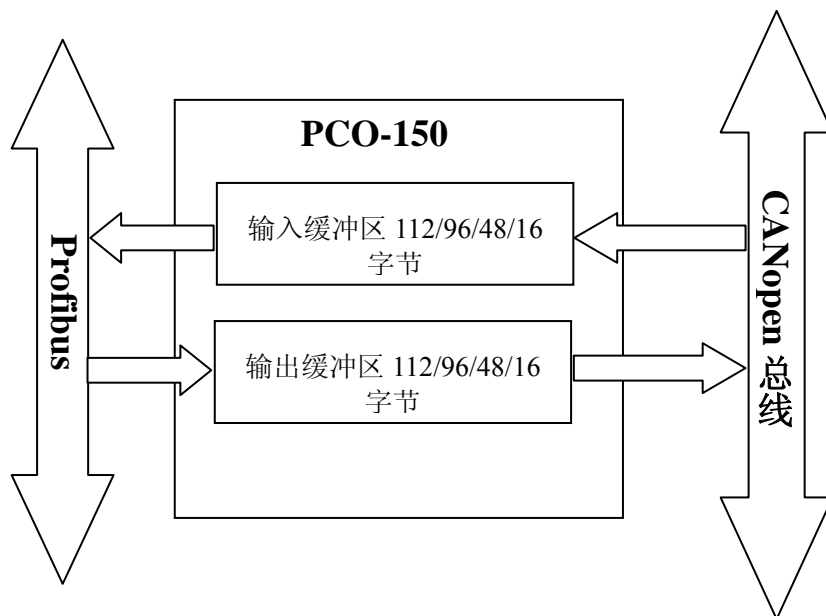 PCO-150
Profibus
输入缓冲区 112/96/48/16
字节
输出缓冲区 112/96/48/16
字节
CANopen 总线